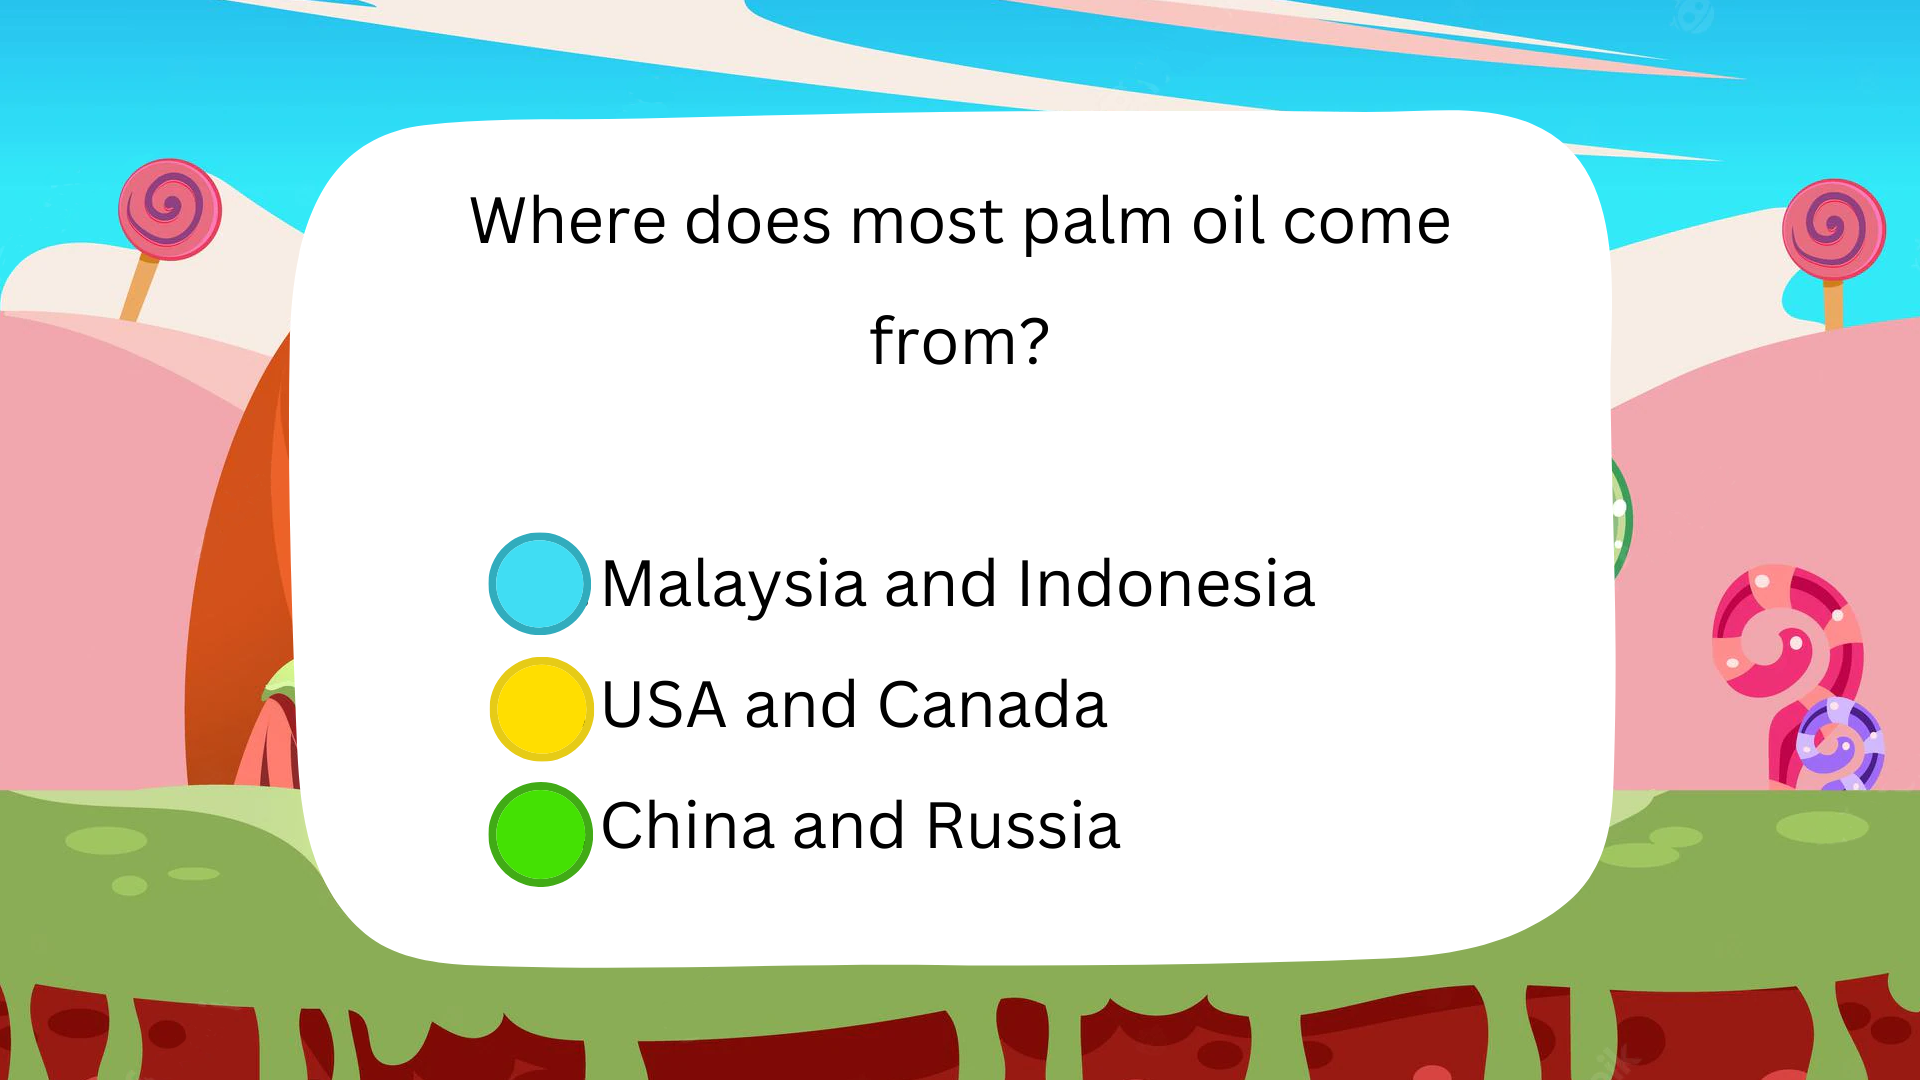 Where does most palm oil come
from?
Malaysia and Indonesia
USA and Canada
China and Russia